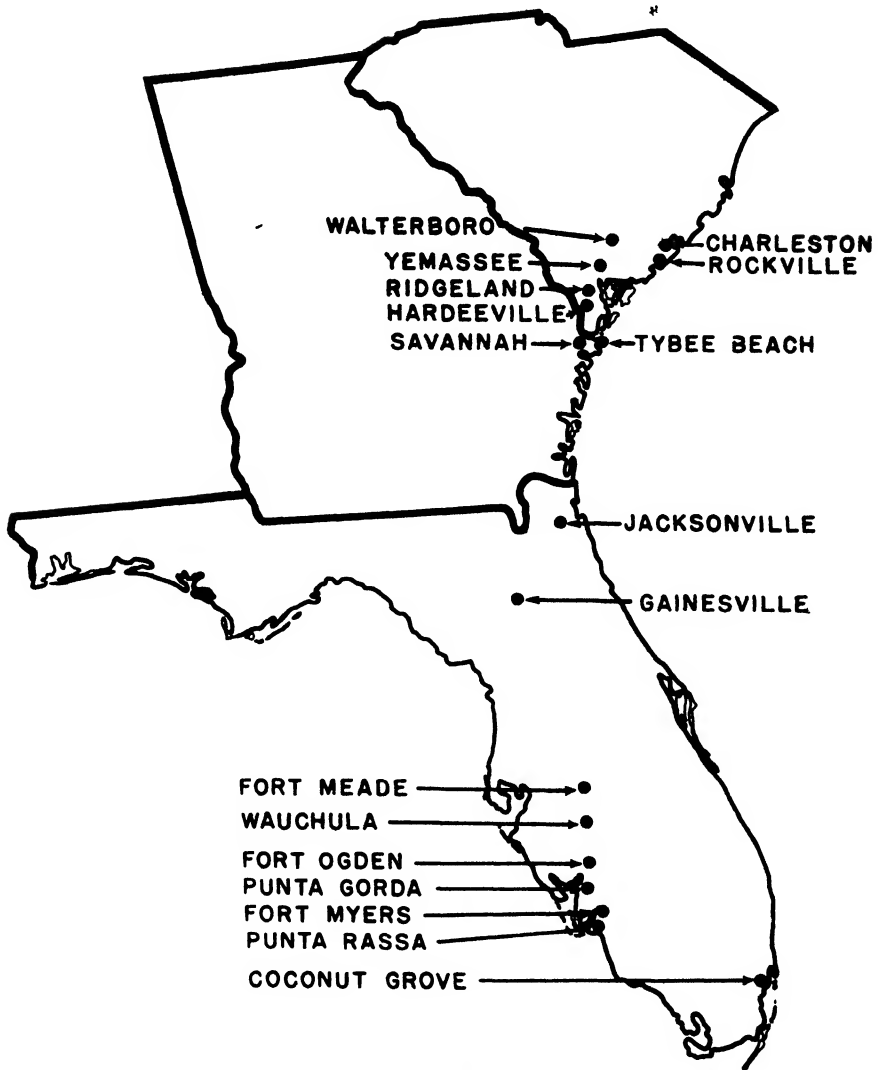 WALTERBORO
CHARLESTON
YEMASSEE
ROCKVILLE
RIDGELAND
HARDEEVILLE
SAVANNAH
TYBEE BEACH
JACKSONVILLE
GAINESVILLE
FORT MEADE
WAUCHULA
FORT OGDEN
PUNTA GORDA
FORT MYERS
PUNTA RASSA
COCONUT GROVE